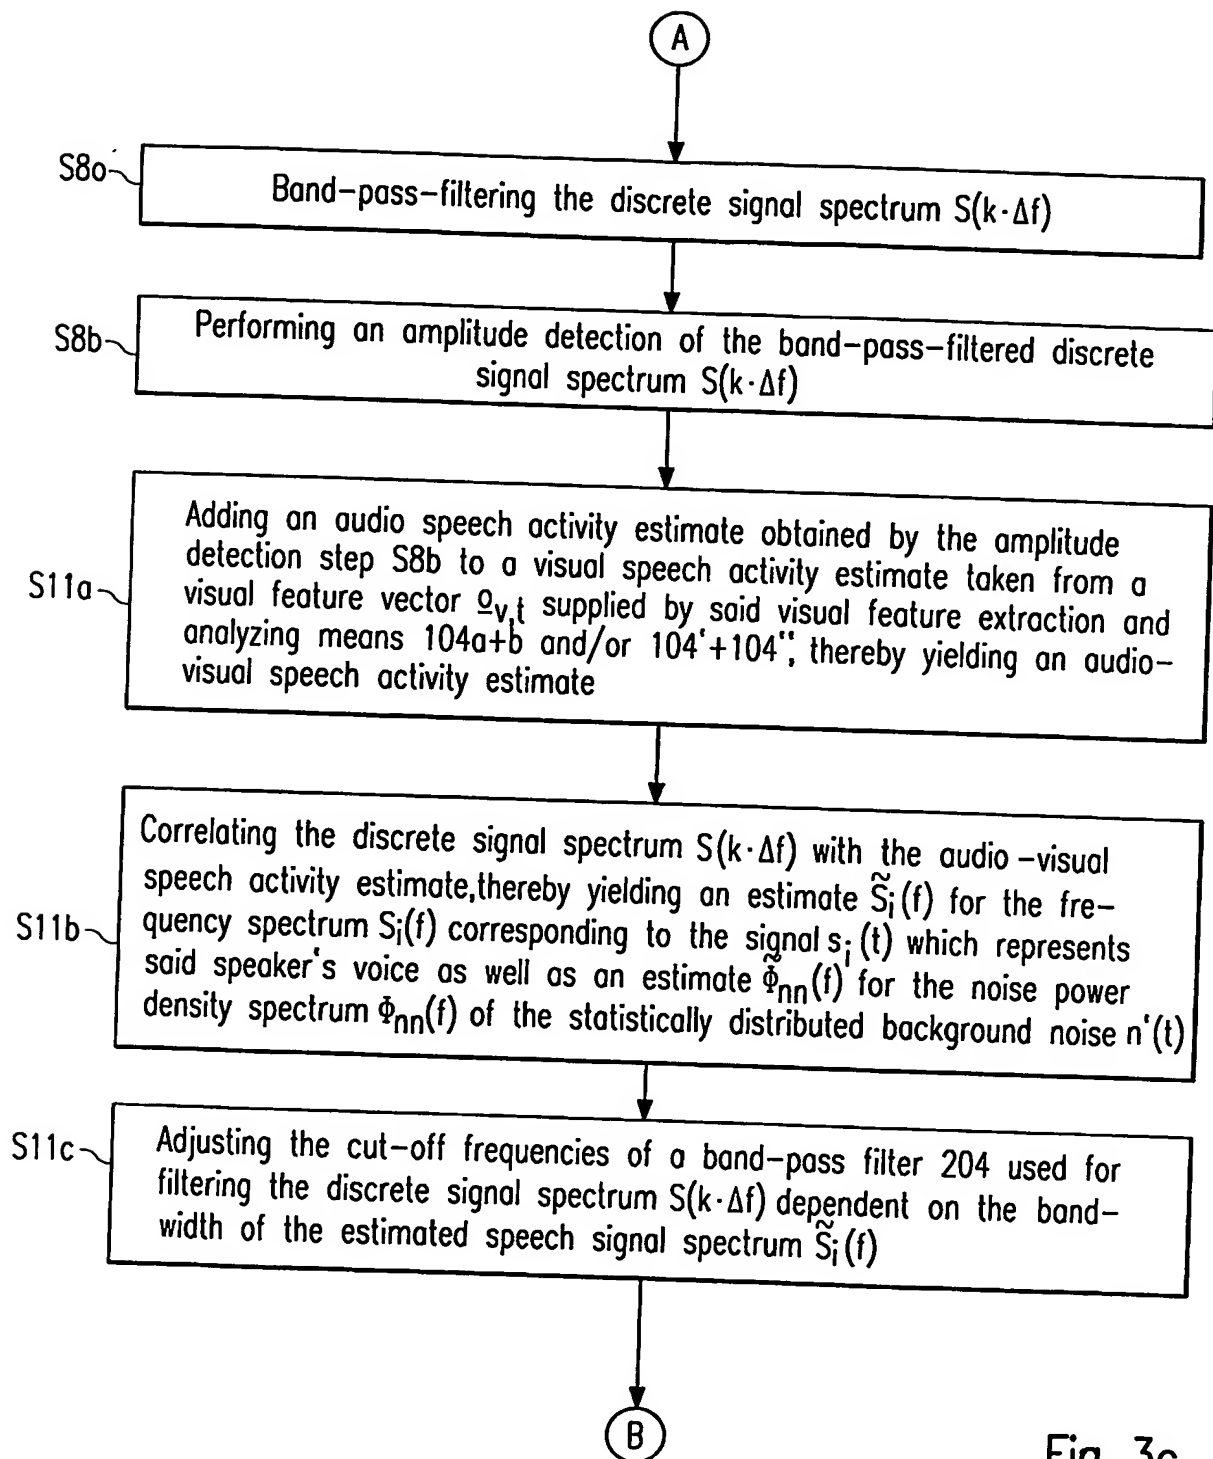 A
S8a
Band-pass-filtering the discrete signal spectrum S(k·Δf)
S8b
Performing an amplitude detection of the band-pass-filtered discrete
signal spectrum S(k·Δf)
S11a
Adding an audio speech activity estimate obtained by the amplitude
detection step S8b to a visual speech activity estimate taken from a
visual feature vector o̲v,t supplied by said visual feature extraction and
analyzing means 104a+b and/or 104'+104'', thereby yielding an audio-
visual speech activity estimate
S11b
Correlating the discrete signal spectrum S(k·Δf) with the audio-visual
speech activity estimate, thereby yielding an estimate S̃i(f) for the fre-
quency spectrum Si(f) corresponding to the signal si(t) which represents
said speaker's voice as well as an estimate Φ̃nn(f) for the noise power
density spectrum Φnn(f) of the statistically distributed background noise n'(t)
S11c
Adjusting the cut-off frequencies of a band-pass filter 204 used for
filtering the discrete signal spectrum S(k·Δf) dependent on the band-
width of the estimated speech signal spectrum S̃i(f)
B